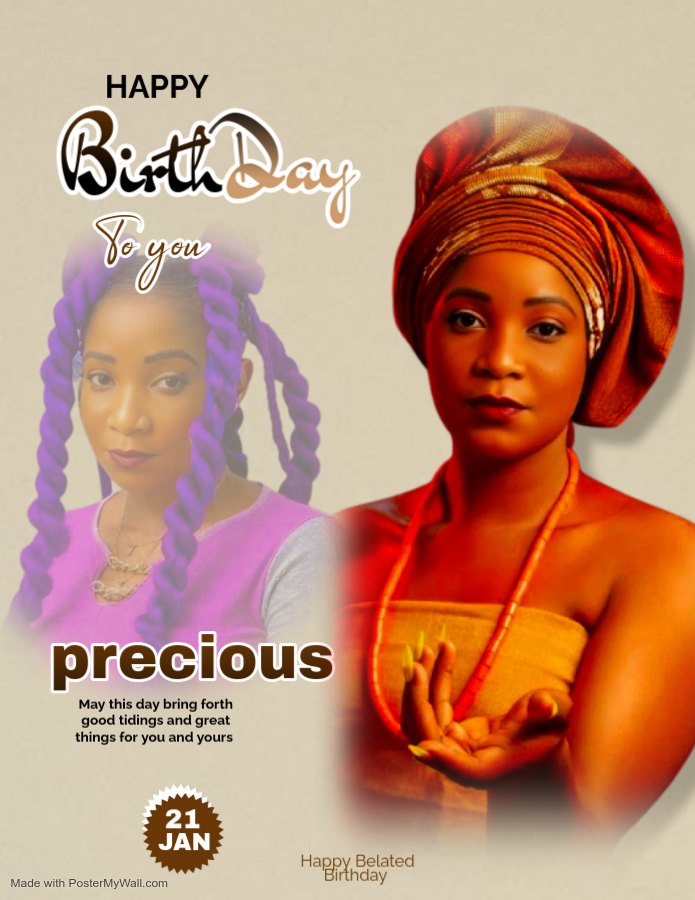 HAPPY
BirthDay
To you
precious
May this day bring forth
good tidings and great
things for you and yours
21
JAN
Happy Belated
Birthday
Made with PosterMyWall.com